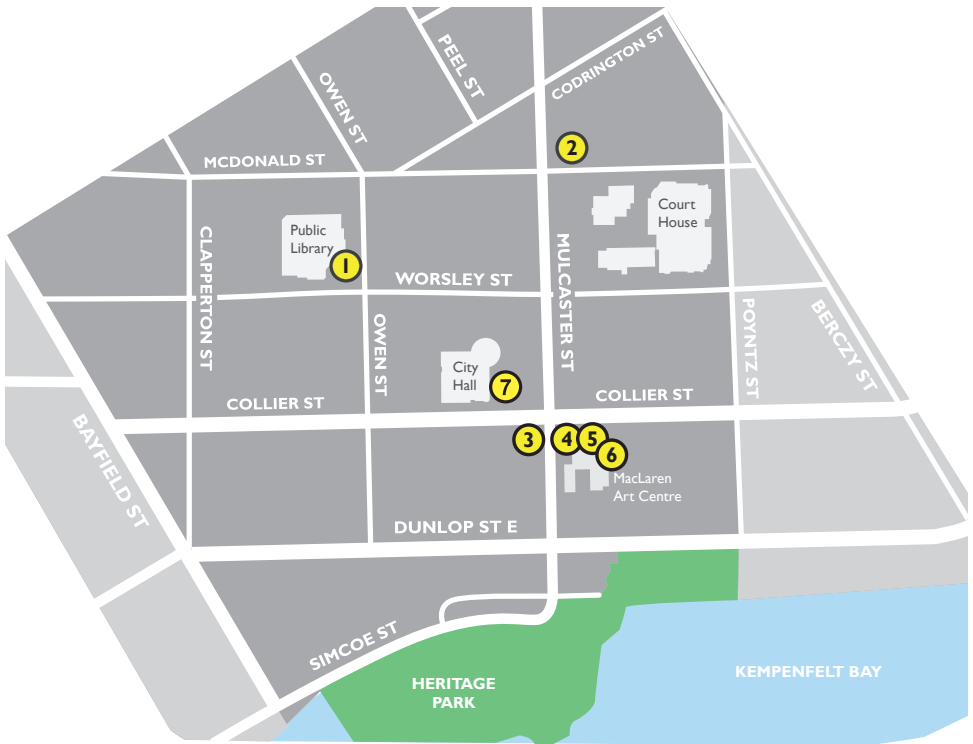 PEEL ST
CODRINGTON ST
OWEN ST
2
MCDONALD ST
Court
House
Public
Library
1
CLAPPERTON ST
WORSLEY ST
MULCASTER ST
OWEN ST
POYNTZ ST
BERCZY ST
City
Hall
7
COLLIER ST
COLLIER ST
3
4
5
6
BAYFIELD ST
MacLaren
Art Centre
DUNLOP ST E
SIMCOE ST
HERITAGE
PARK
KEMPENFELT BAY